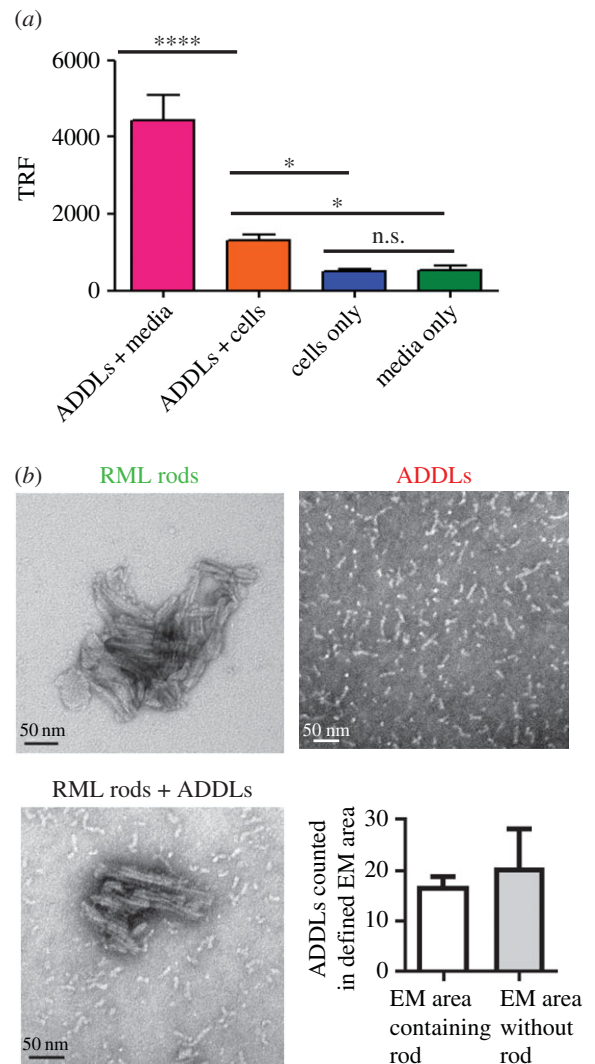 (a)
****
6000
*
4000
TRF
*
2000
n.s.
0
ADDLs + media
ADDLs + cells
cells only
media only
(b)
RML rods
ADDLs
50 nm
50 nm
RML rods + ADDLs
50 nm
ADDLs counted
in defined EM area
30
20
10
0
EM area
containing
rod
EM area
without
rod